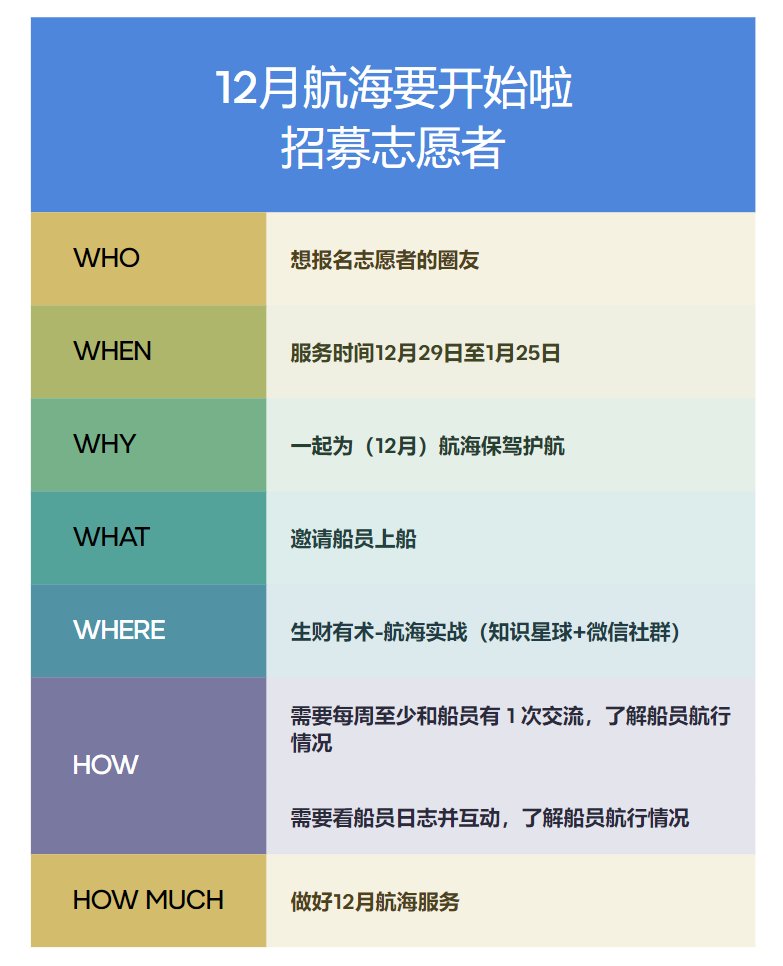 12月航海要开始啦
招募志愿者
WHO
想报名志愿者的圈友
WHEN
服务时间12月29日至1月25日
WHY
一起为（12月）航海保驾护航
WHAT
邀请船员上船
WHERE
生财有术-航海实战（知识星球+微信社群）
HOW
需要每周至少和船员有 1 次交流，了解船员航行
情况
需要看船员日志并互动，了解船员航行情况
HOW MUCH
做好12月航海服务